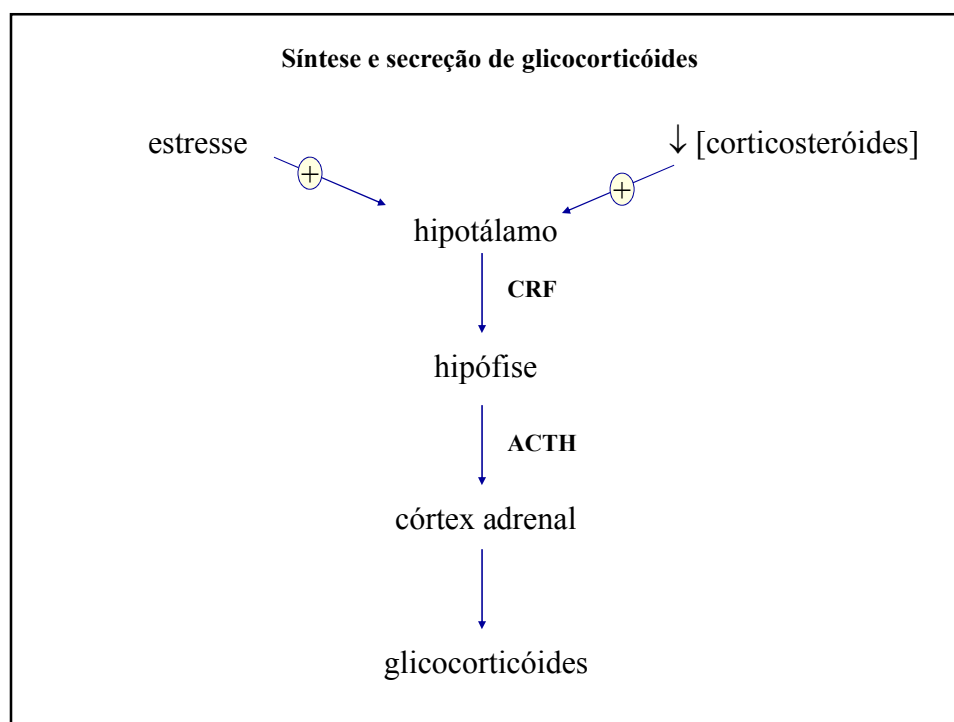 Síntese e secreção de glicocorticóides
estresse
↓ [corticosteróides]
+
+
hipotálamo
CRF
hipófise
ACTH
córtex adrenal
glicocorticóides